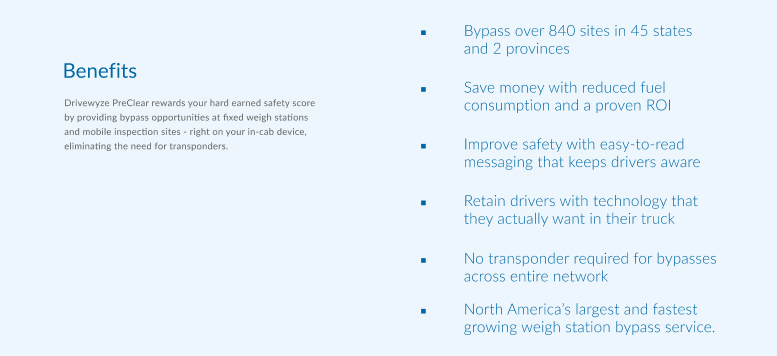 Benefits
Drivewyze PreClear rewards your hard earned safety score
by providing bypass opportunities at fixed weigh stations
and mobile inspection sites - right on your in-cab device,
eliminating the need for transponders.
Bypass over 840 sites in 45 states
and 2 provinces
Save money with reduced fuel
consumption and a proven ROI
Improve safety with easy-to-read
messaging that keeps drivers aware
Retain drivers with technology that
they actually want in their truck
No transponder required for bypasses
across entire network
North America’s largest and fastest
growing weigh station bypass service.